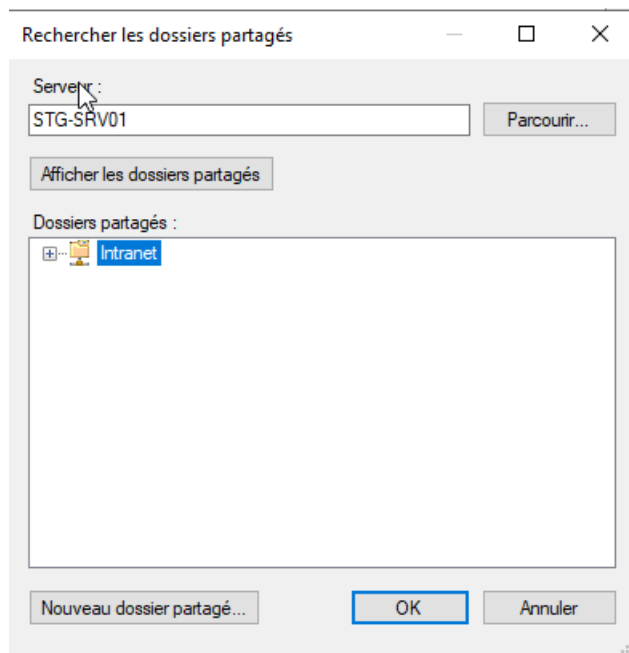 Rechercher les dossiers partagés
Serveur :
STG-SRV01
Parcourir...
Afficher les dossiers partagés
Dossiers partagés :
Intranet
Nouveau dossier partagé...
OK
Annuler